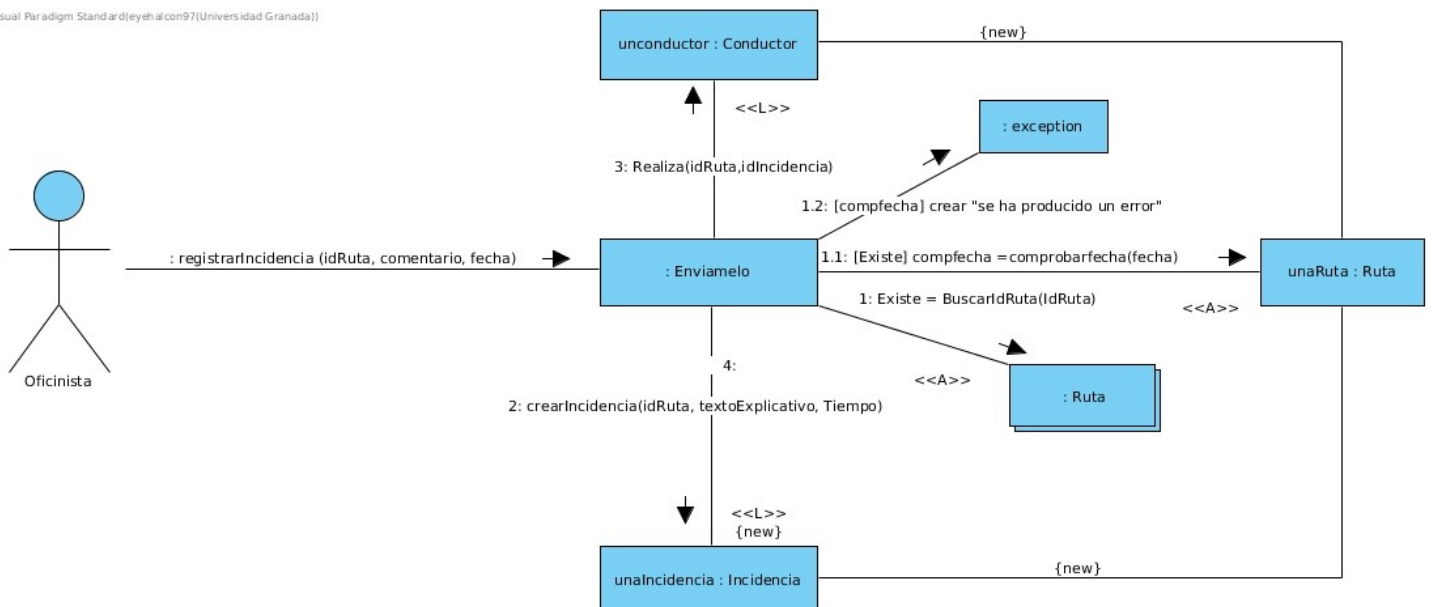 sual Paradigm Standard(eyehalcon97(Universidad Granada))
unconductor : Conductor
{new}
<<L>>
: exception
3: Realiza(idRuta,idIncidencia)
1.2: [compfecha] crear "se ha producido un error"
: registrarIncidencia (idRuta, comentario, fecha)
: Enviamelo
1.1: [Existe] compfecha =comprobarfecha(fecha)
unaRuta : Ruta
1: Existe = BuscarIdRuta(IdRuta)
<<A>>
4:
<<A>>
: Ruta
Oficinista
2: crearIncidencia(idRuta, textoExplicativo, Tiempo)
<<L>>
{new}
unaIncidencia : Incidencia
{new}